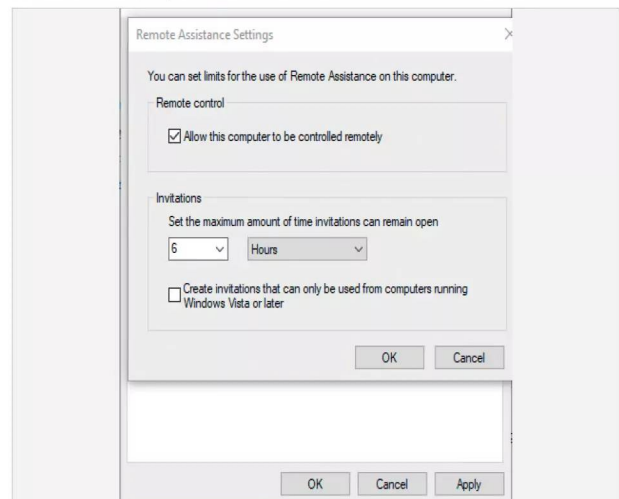 Remote Assistance Settings
You can set limits for the use of Remote Assistance on this computer.
Remote control
Allow this computer to be controlled remotely
Invitations
Set the maximum amount of time invitations can remain open
6 Hours
Create invitations that can only be used from computers running
Windows Vista or later
OK Cancel
OK Cancel Apply